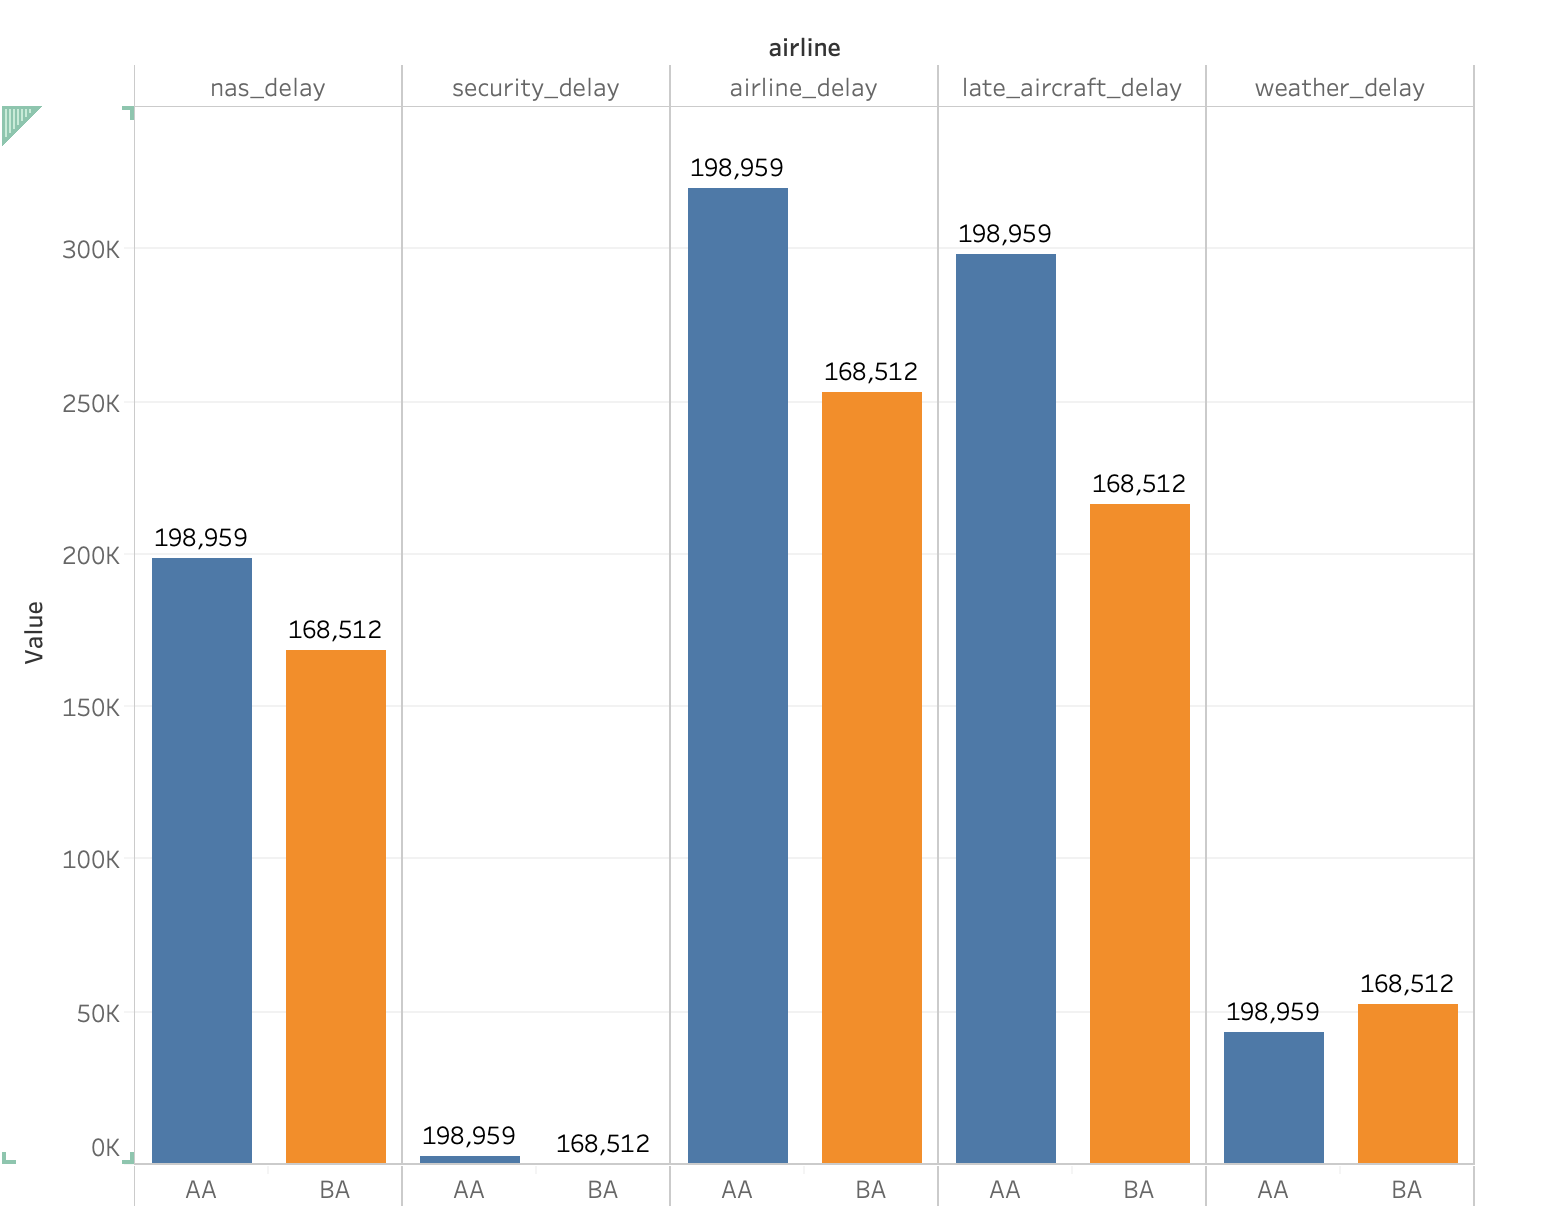 airline
nas_delay security_delay airline_delay late_aircraft_delay weather_delay
198,959
198,959
300K
168,512
250K
168,512
198,959
200K
168,512
150K
Value
100K
168,512
50K
198,959
198,959
168,512
0K
AA BA AA BA AA BA AA BA AA BA